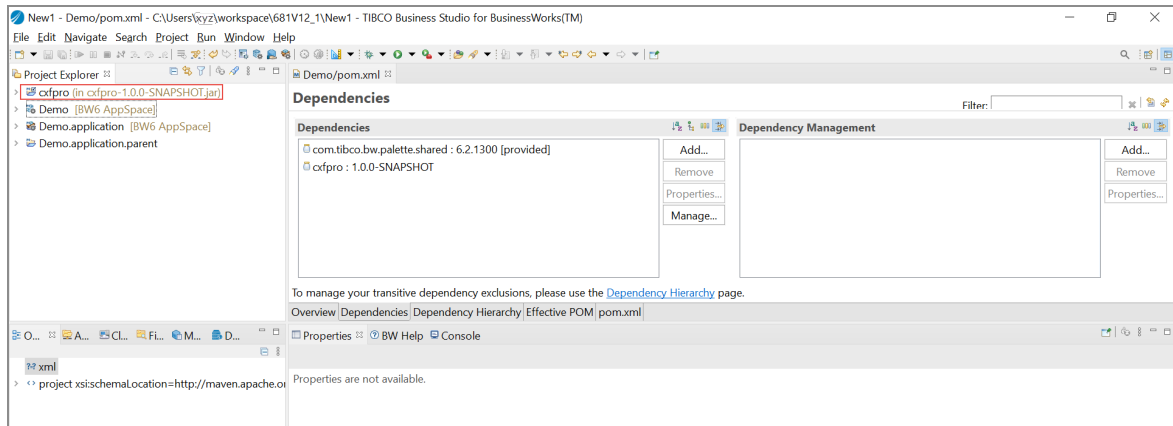 New1 - Demo/pom.xml - C:\Users\xyz\workspace\681V12_1\New1 - TIBCO Business Studio for BusinessWorks(TM)
File Edit Navigate Search Project Run Window Help
Project Explorer
cxfpro (in cxfpro-1.0.0-SNAPSHOT.jar)
Demo [BW6 AppSpace]
Demo.application [BW6 AppSpace]
Demo.application.parent
Demo/pom.xml
Dependencies
Filter:
Dependencies
com.tibco.bw.palette.shared : 6.2.1300 [provided]
cxfpro : 1.0.0-SNAPSHOT
Add...
Remove
Properties...
Manage...
Dependency Management
Add...
Remove
Properties...
To manage your transitive dependency exclusions, please use the Dependency Hierarchy page.
Overview Dependencies Dependency Hierarchy Effective POM pom.xml
O... A... Cl... Fi... M... D...
xml
project xsi:schemaLocation=http://maven.apache.or
Properties BW Help Console
Properties are not available.